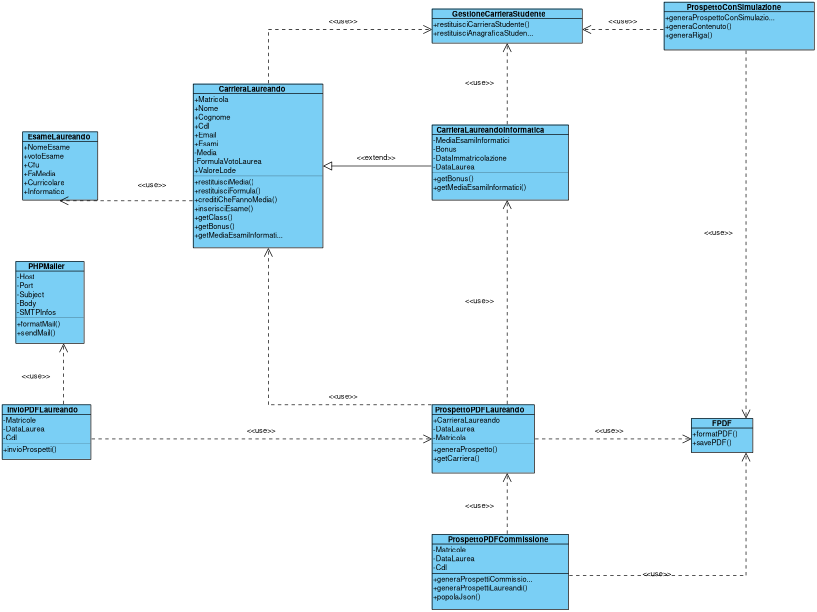 GestioneCarrieraStudente
+restituisciCarrieraStudente()
+restituisciAnagraficaStuden...
ProspettoConSimulazione
+generaProspettoConSimulazio...
+generaContenuto()
+generaRiga()
<<use>>
<<use>>
<<use>>
CarrieraLaureando
+Matricola
+Nome
+Cognome
+Cdl
+Email
+Esami
-Media
-FormulaVotoLaurea
+ValoreLode
+restituisciMedia()
+restituisciFormula()
+creditiCheFannoMedia()
+inserisciEsame()
+getClass()
+getBonus()
+getMediaEsamiInformati...
CarrieraLaureandoInformatica
-MediaEsamiInformatici
-Bonus
-DataImmatricolazione
-DataLaurea
+getBonus()
+getMediaEsamiInformatici()
<<extend>>
EsameLaureando
+NomeEsame
+votoEsame
+Cfu
+FaMedia
+Curricolare
+Informatico
<<use>>
<<use>>
PHPMailer
-Host
-Port
-Subject
-Body
-SMTPInfos
+formatMail()
+sendMail()
<<use>>
<<use>>
<<use>>
InvioPDFLaureando
-Matricole
-DataLaurea
-Cdl
+invioProspetti()
<<use>>
ProspettoPDFLaureando
+CarrieraLaureando
-DataLaurea
-Matricola
+generaProspetto()
+getCarriera()
<<use>>
FPDF
+formatPDF()
+savePDF()
<<use>>
ProspettoPDFCommissione
-Matricole
-DataLaurea
-Cdl
+generaProspettiCommissio...
+generaProspettiLaureandi()
+popolaJson()
<<use>>